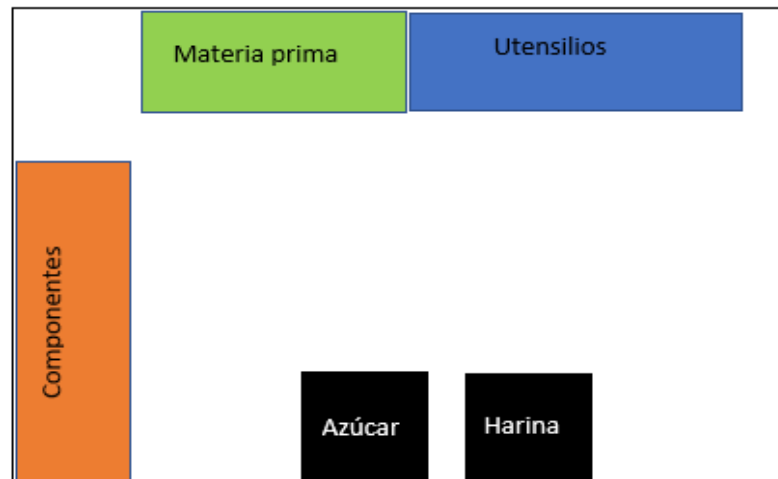 Materia prima
Utensilios
Componentes
Azúcar
Harina